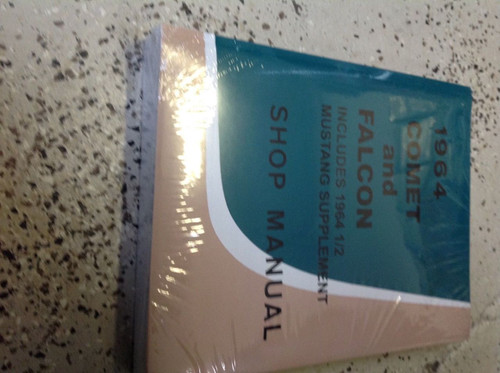 1964
COMET
and
FALCON
INCLUDES 1964 1/2
MUSTANG SUPPLEMENT
SHOP MANUAL